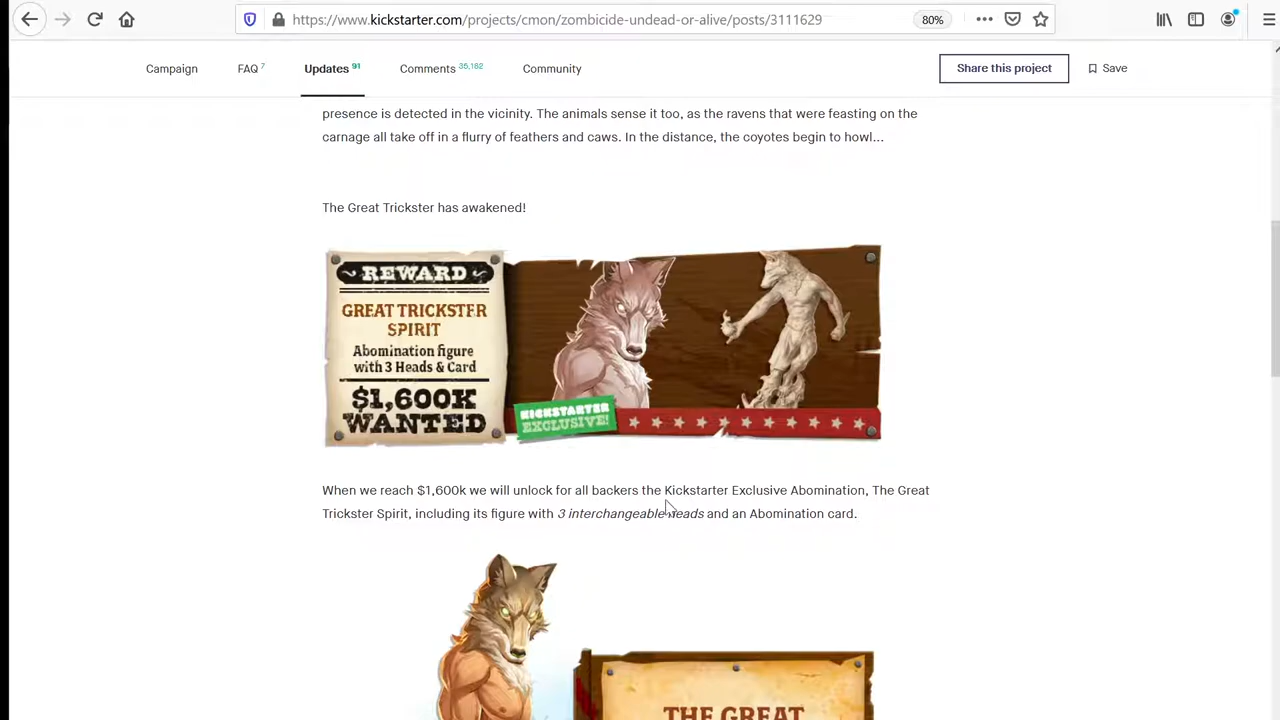 https://www.kickstarter.com/projects/cmon/zombicide-undead-or-alive/posts/3111629
80%
Campaign
FAQ 7
Updates 91
Comments 35,182
Community
Share this project
Save
presence is detected in the vicinity. The animals sense it too, as the ravens that were feasting on the
carnage all take off in a flurry of feathers and caws. In the distance, the coyotes begin to howl...
The Great Trickster has awakened!
REWARD
GREAT TRICKSTER
SPIRIT
Abomination figure
with 3 Heads & Card
$1,600K
WANTED
KICKSTARTER
EXCLUSIVE!
When we reach $1,600k we will unlock for all backers the Kickstarter Exclusive Abomination, The Great
Trickster Spirit, including its figure with 3 interchangeable heads and an Abomination card.
THE GREAT